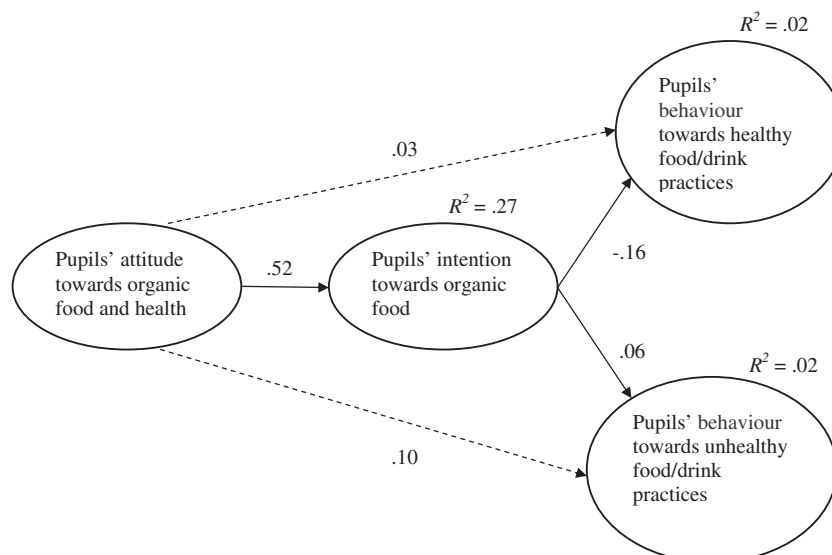 R² = .02
Pupils’
behaviour
towards healthy
food/drink
practices
.03
R² = .27
Pupils’ attitude
towards organic
food and health
.52
Pupils’ intention
towards organic
food
-.16
.06
R² = .02
Pupils’ behaviour
towards unhealthy
food/drink
practices
.10